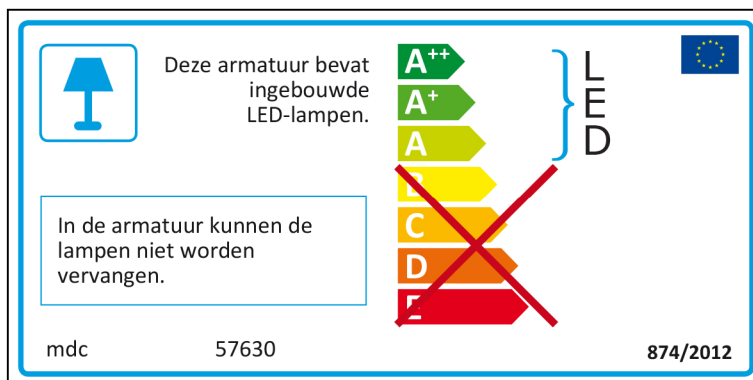 Deze armatuur bevat
ingebouwde
LED-lampen.
A++
A+
A
B
C
D
E
L
E
D
In de armatuur kunnen de
lampen niet worden
vervangen.
mdc 57630
874/2012